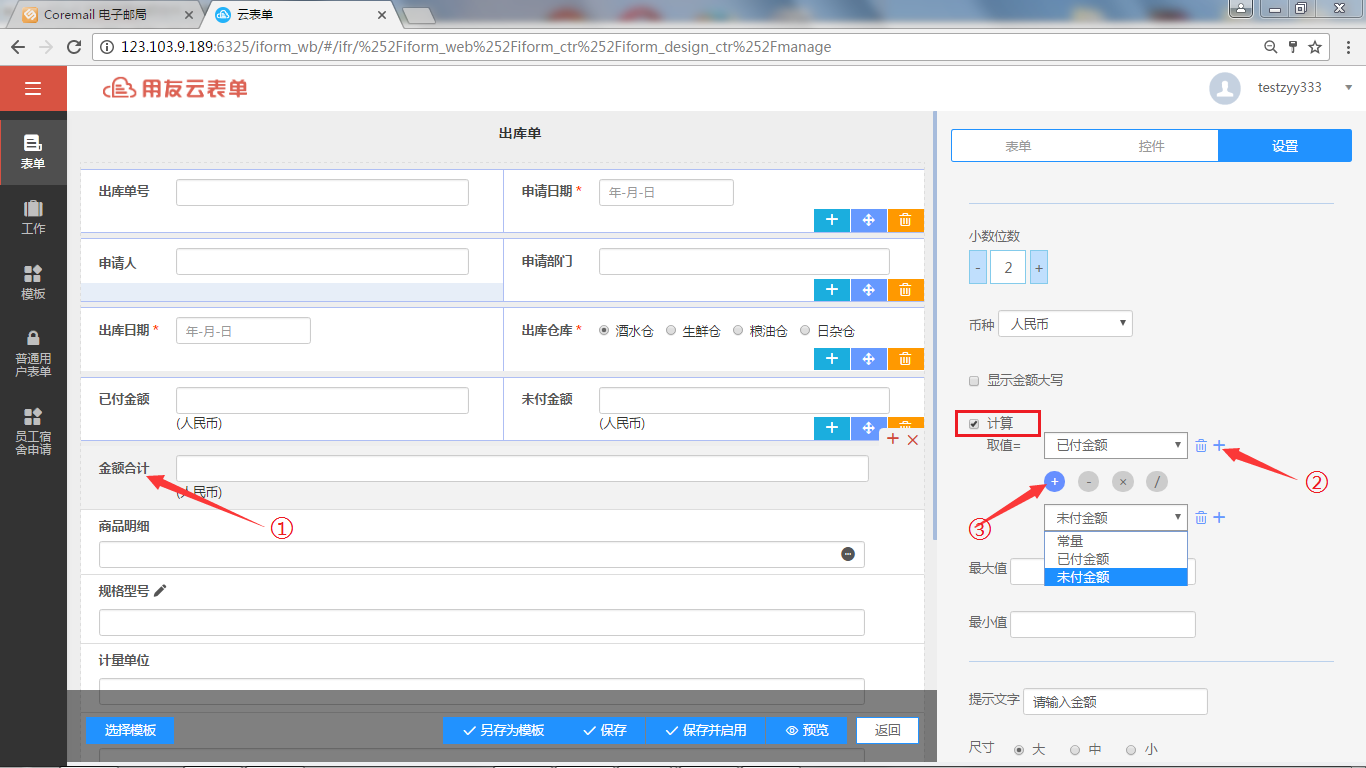 Coremail 电子邮局
云表单
123.103.9.189:6325/iform_wb/#/ifr/%252Fiform_web%252Fiform_ctr%252Fiform_design_ctr%252Fmanage
用友云表单
testzyy333
表单
工作
模板
普通用
户表单
员工宿
舍申请
出库单
出库单号
申请日期 *
年-月-日
申请人
申请部门
出库日期 *
年-月-日
出库仓库 *
酒水仓 生鲜仓 粮油仓 日杂仓
已付金额
(人民币)
未付金额
(人民币)
金额合计
(人民币)
①
商品明细
规格型号
计量单位
选择模板
另存为模板
保存
保存并启用
预览
返回
表单
控件
设置
小数位数
- 2 +
币种
人民币
显示金额大写
计算
取值=
已付金额
②
+ - × /
③
未付金额
常量
已付金额
未付金额
最大值
最小值
提示文字
请输入金额
尺寸
大 中 小